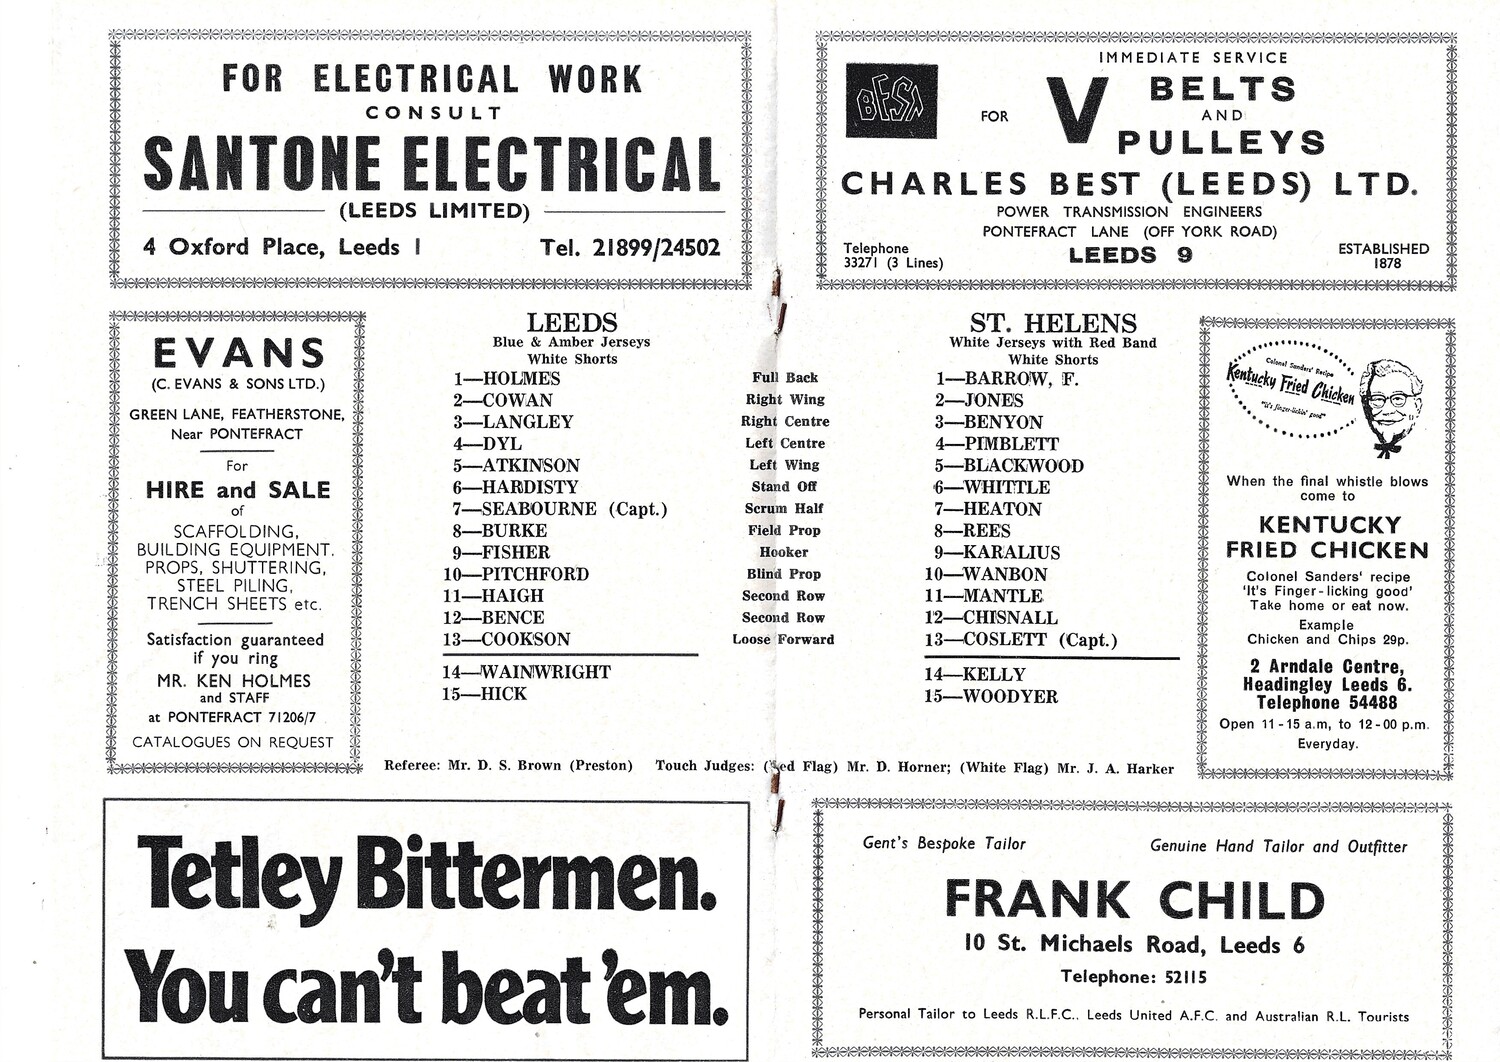 FOR ELECTRICAL WORK
CONSULT
SANTONE ELECTRICAL
(LEEDS LIMITED)
4 Oxford Place, Leeds 1 Tel. 21899/24502
IMMEDIATE SERVICE
BEST
FOR V BELTS
AND
PULLEYS
CHARLES BEST (LEEDS) LTD.
POWER TRANSMISSION ENGINEERS
PONTEFRACT LANE (OFF YORK ROAD)
Telephone
33271 (3 Lines)
LEEDS 9
ESTABLISHED
1878
EVANS
(C. EVANS & SONS LTD.)
GREEN LANE, FEATHERSTONE,
Near PONTEFRACT
For
HIRE and SALE
of
SCAFFOLDING,
BUILDING EQUIPMENT.
PROPS, SHUTTERING,
STEEL PILING,
TRENCH SHEETS etc.
Satisfaction guaranteed
if you ring
MR. KEN HOLMES
and STAFF
at PONTEFRACT 71206/7
CATALOGUES ON REQUEST
LEEDS
Blue & Amber Jerseys
White Shorts
ST. HELENS
White Jerseys with Red Band
White Shorts
1—HOLMES Full Back 1—BARROW, F.
2—COWAN Right Wing 2—JONES
3—LANGLEY Right Centre 3—BENYON
4—DYL Left Centre 4—PIMBLETT
5—ATKINSON Left Wing 5—BLACKWOOD
6—HARDISTY Stand Off 6—WHITTLE
7—SEABOURNE (Capt.) Scrum Half 7—HEATON
8—BURKE Field Prop 8—REES
9—FISHER Hooker 9—KARALIUS
10—PITCHFORD Blind Prop 10—WANBON
11—HAIGH Second Row 11—MANTLE
12—BENCE Second Row 12—CHISNALL
13—COOKSON Loose Forward 13—COSLETT (Capt.)
14—WAINWRIGHT 14—KELLY
15—HICK 15—WOODYER
Referee: Mr. D. S. Brown (Preston) Touch Judges: (Red Flag) Mr. D. Horner; (White Flag) Mr. J. A. Harker
Colonel Sanders' Recipe
Kentucky Fried Chicken
"it's finger-lickin' good"
When the final whistle blows
come to
KENTUCKY
FRIED CHICKEN
Colonel Sanders' recipe
'It's Finger-licking good'
Take home or eat now.
Example
Chicken and Chips 29p.
2 Arndale Centre,
Headingley Leeds 6.
Telephone 54488
Open 11-15 a.m, to 12-00 p.m.
Everyday.
Tetley Bittermen.
You can't beat 'em.
Gent's Bespoke Tailor Genuine Hand Tailor and Outfitter
FRANK CHILD
10 St. Michaels Road, Leeds 6
Telephone: 52115
Personal Tailor to Leeds R.L.F.C.. Leeds United A.F.C. and Australian R.L. Tourists